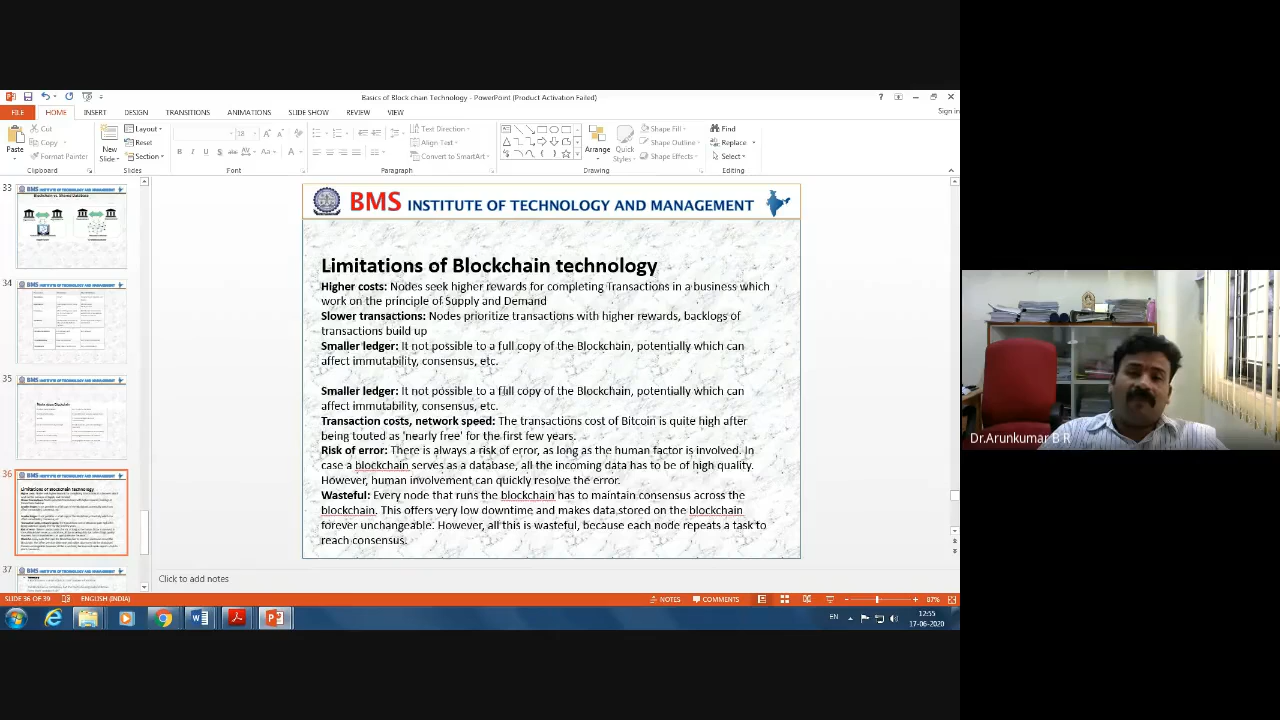 Basics of Block chain Technology - PowerPoint (Product Activation Failed)
Sign in
FILE HOME INSERT DESIGN TRANSITIONS ANIMATIONS SLIDE SHOW REVIEW VIEW
Paste
Cut
Copy
Format Painter
Clipboard
New
Slide
Layout
Reset
Section
Slides
18
Font
Text Direction
Align Text
Convert to SmartArt
Paragraph
Arrange
Quick
Styles
Shape Fill
Shape Outline
Shape Effects
Drawing
Find
Replace
Select
Editing
33
Blockchain vs. Shared Database
34
35
36
Limitations of Blockchain technology
37
BMS INSTITUTE OF TECHNOLOGY AND MANAGEMENT
Limitations of Blockchain technology
Higher costs: Nodes seek higher rewards for completing Transactions in a business which
work on the principle of Supply and Demand
Slower transactions: Nodes prioritize transactions with higher rewards, backlogs of
transactions build up
Smaller ledger: It not possible to a full copy of the Blockchain, potentially which can
affect immutability, consensus, etc.
Smaller ledger: It not possible to a full copy of the Blockchain, potentially which can
affect immutability, consensus, etc.
Transaction costs, network speed: The transactions cost of Bitcoin is quite high after
being touted as 'nearly free' for the first few years.
Risk of error: There is always a risk of error, as long as the human factor is involved. In
case a blockchain serves as a database, all the incoming data has to be of high quality.
However, human involvement can quickly resolve the error.
Wasteful: Every node that runs the blockchain has to maintain consensus across the
blockchain. This offers very low downtime and makes data stored on the blockchain
forever unchangeable. However, all this is wasteful, because each node repeats a task to
reach consensus.
Click to add notes
SLIDE 36 OF 39 ENGLISH (INDIA) NOTES COMMENTS 87%
EN 12:55
17-06-2020
Dr.Arunkumar B R